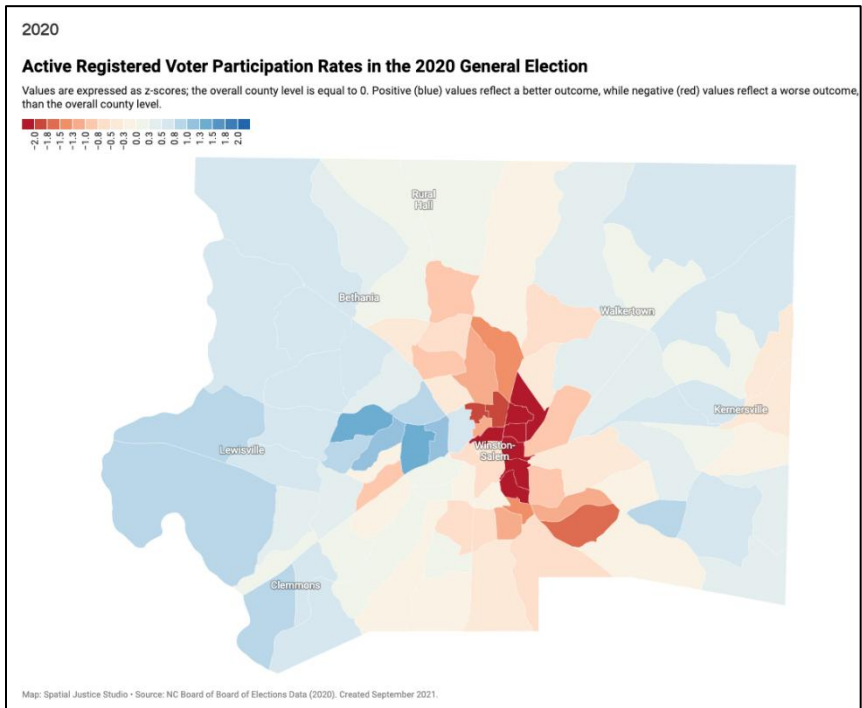 2020
Active Registered Voter Participation Rates in the 2020 General Election
Values are expressed as z-scores; the overall county level is equal to 0. Positive (blue) values reflect a better outcome, while negative (red) values reflect a worse outcome,
than the overall county level.
-2.0
-1.8
-1.5
-1.3
-1.0
-0.8
-0.5
-0.3
0.0
0.3
0.5
0.8
1.0
1.3
1.5
1.8
2.0
Rural
Hall
Bethania
Walkertown
Kernersville
Lewisville
Winston-
Salem
Clemmons
Map: Spatial Justice Studio • Source: NC Board of Board of Elections Data (2020). Created September 2021.